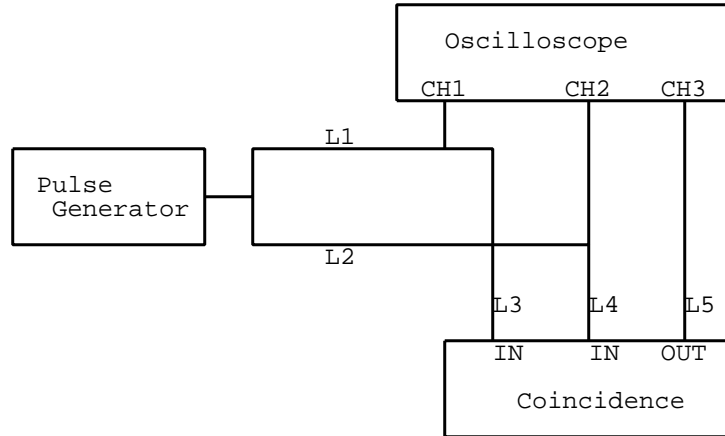 Oscilloscope
CH1 CH2 CH3
L1
Pulse
Generator
L2
L3 L4 L5
IN IN OUT
Coincidence